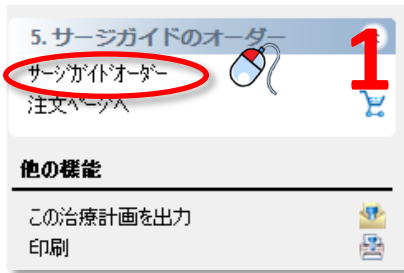 5. サージガイドのオーダー
1
サージガイドオーダー
注文ページへ
他の機能
この治療計画を出力
印刷